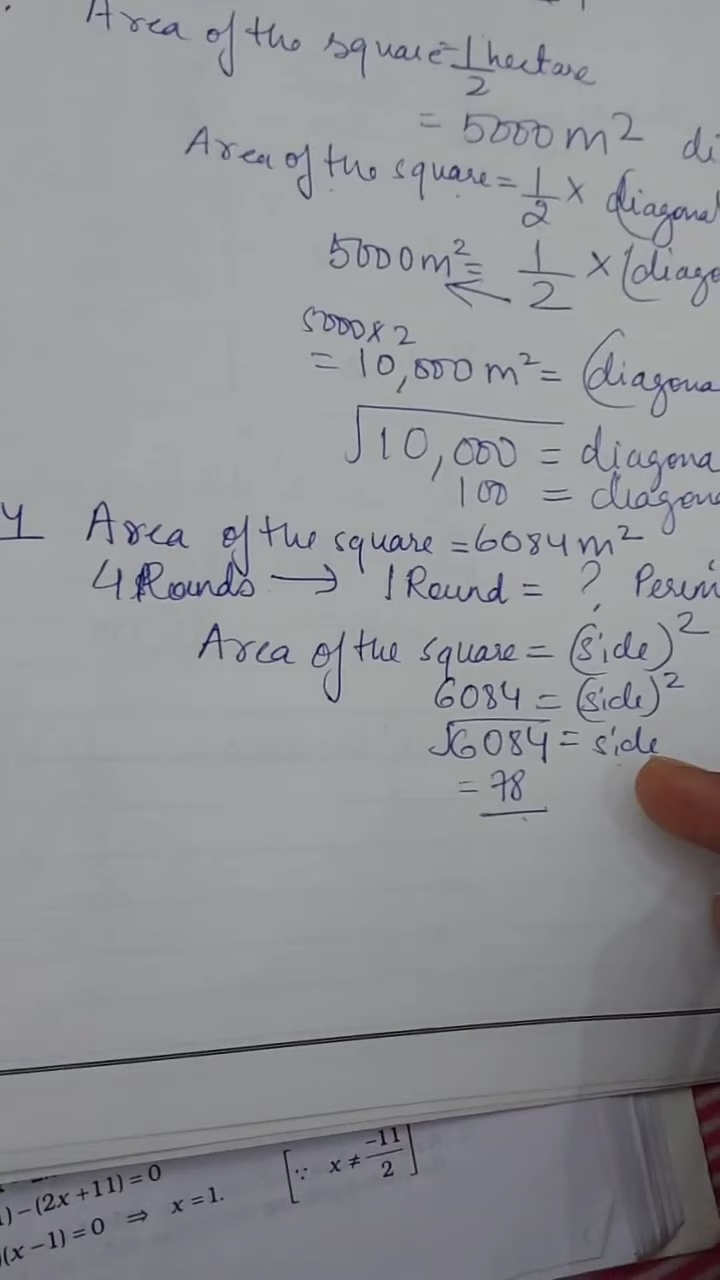 Area of the square = 1/2 hectare
= 5000 m² di
Area of the square = 1/2 × (diagonal
5000 m² = 1/2 × (diago
5000 × 2
= 10,000 m² = (diagona
√10,000 = diagona
100 = diagona
4 Area of the square = 6084 m²
4 Rounds → 1 Round = ? Perim
Area of the square = (side)²
6084 = (side)²
√6084 = side
= 78
1) – (2x + 11) = 0
)(x – 1) = 0 ⇒ x = 1. [∵ x ≠ –11/2]